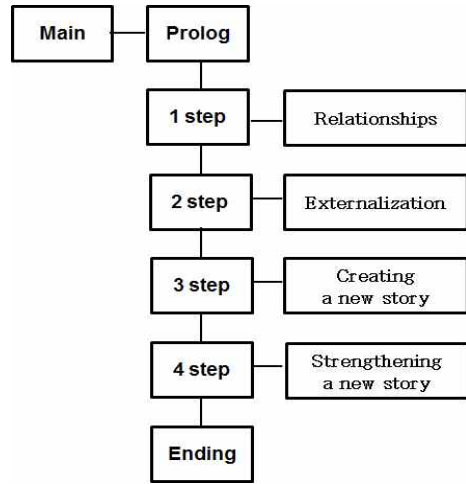 Main
Prolog
1 step
Relationships
2 step
Externalization
3 step
Creating
a new story
4 step
Strengthening
a new story
Ending